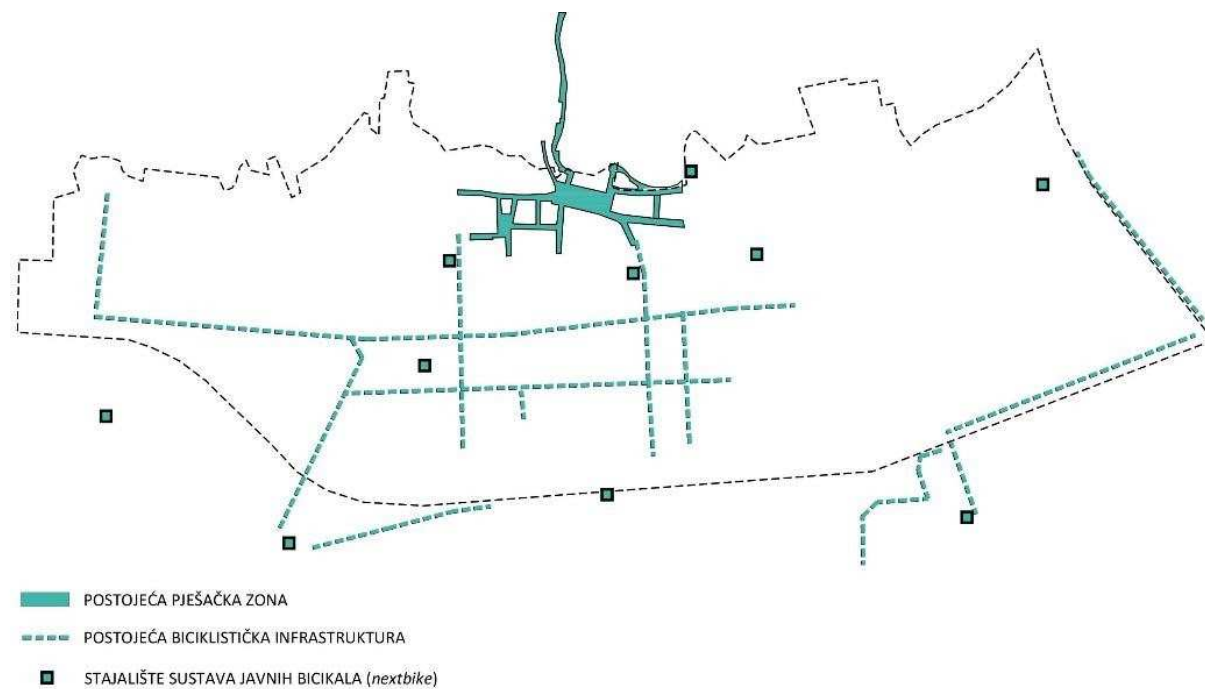 POSTOJEĆA PJEŠAČKA ZONA
POSTOJEĆA BICIKLISTIČKA INFRASTRUKTURA
STAJALIŠTE SUSTAVA JAVNIH BICIKALA (nextbike)